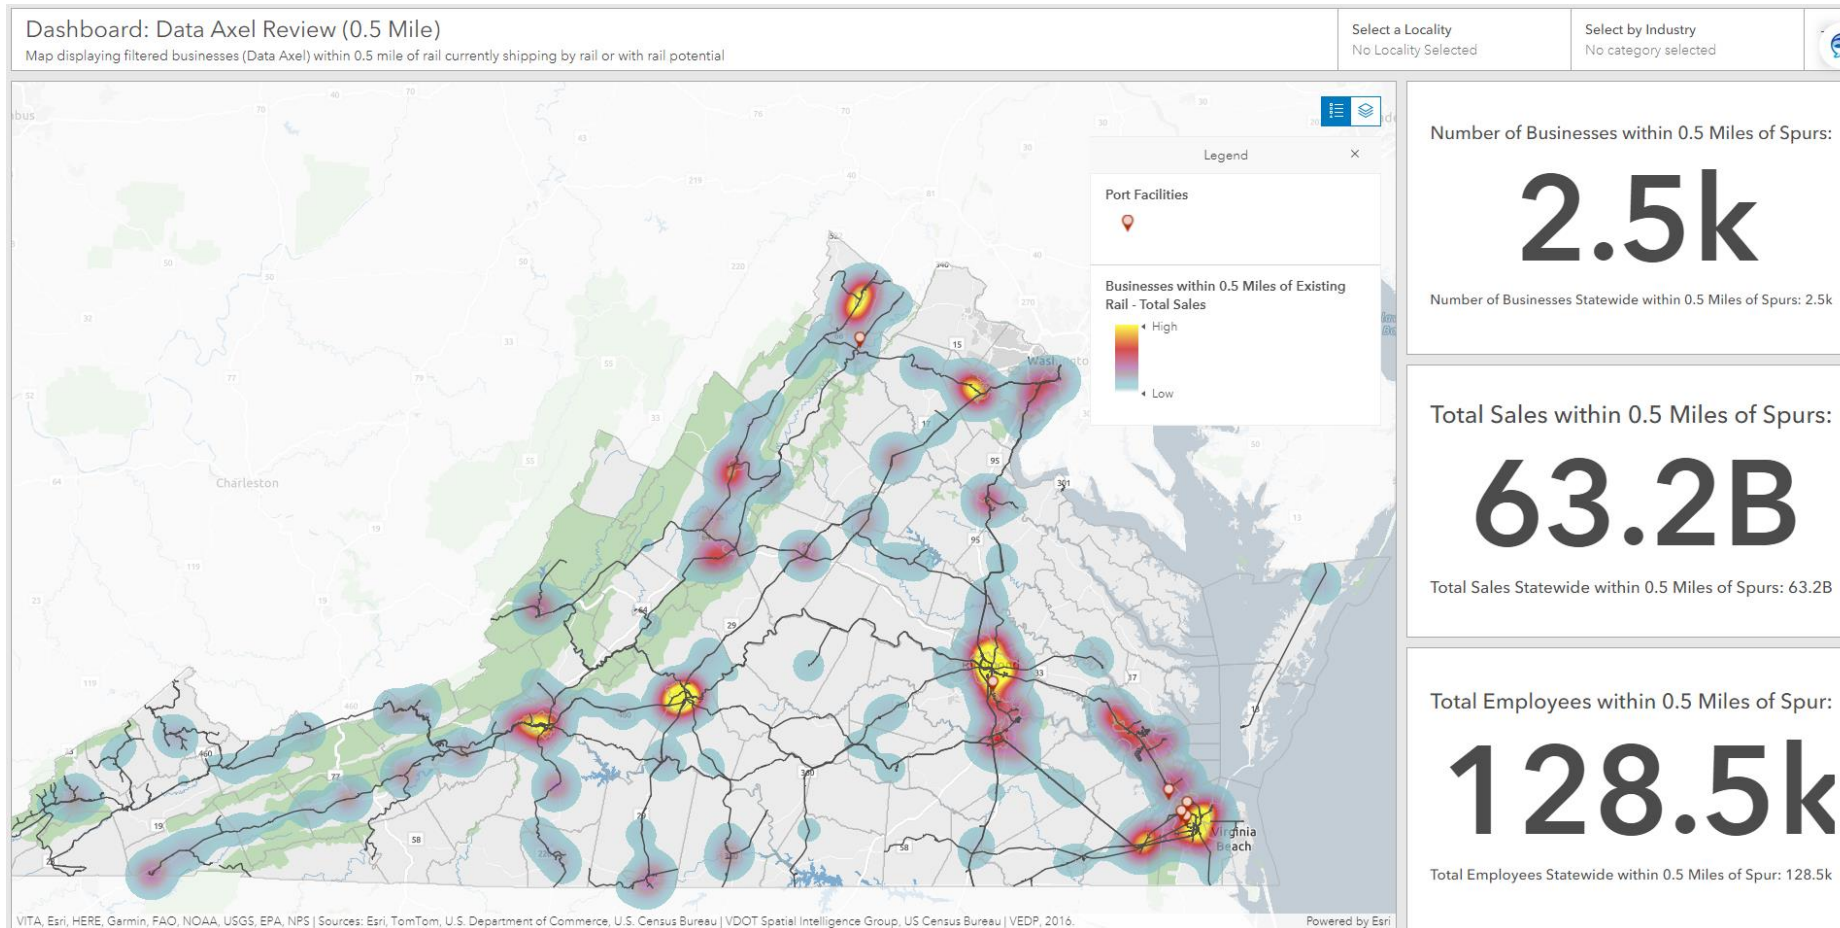 Dashboard: Data Axel Review (0.5 Mile)
Map displaying filtered businesses (Data Axel) within 0.5 mile of rail currently shipping by rail or with rail potential
Select a Locality
No Locality Selected
Select by Industry
No category selected
Legend
Port Facilities
Businesses within 0.5 Miles of Existing
Rail - Total Sales
High
Low
Charleston
Virginia
Beach
VITA, Esri, HERE, Garmin, FAO, NOAA, USGS, EPA, NPS | Sources: Esri, TomTom, U.S. Department of Commerce, U.S. Census Bureau | VDOT Spatial Intelligence Group, US Census Bureau | VEDP, 2016.
Powered by Esri
Number of Businesses within 0.5 Miles of Spurs:
2.5k
Number of Businesses Statewide within 0.5 Miles of Spurs: 2.5k
Total Sales within 0.5 Miles of Spurs:
63.2B
Total Sales Statewide within 0.5 Miles of Spurs: 63.2B
Total Employees within 0.5 Miles of Spur:
128.5k
Total Employees Statewide within 0.5 Miles of Spur: 128.5k